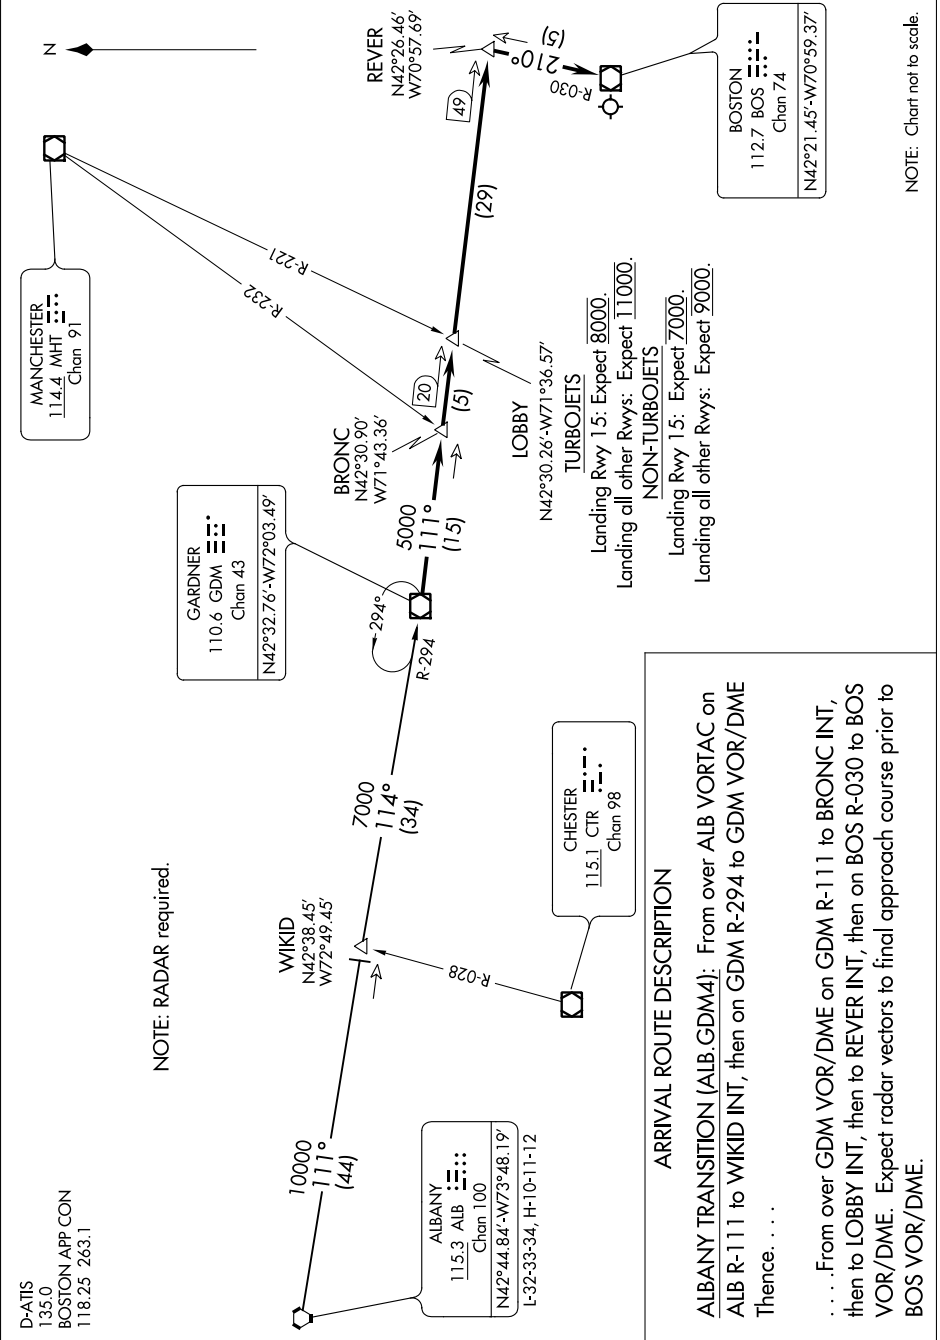 D-ATIS
135.0
BOSTON APP CON
118.25 263.1
NOTE: RADAR required.
ALBANY
115.3 ALB
Chan 100
N42°44.84'-W73°48.19'
L-32-33-34, H-10-11-12
10000
111°
(44)
WIKID
N42°38.45'
W72°49.45'
R-028
CHESTER
115.1 CTR
Chan 98
7000
114°
(34)
R-294
294°
GARDNER
110.6 GDM
Chan 43
N42°32.76'-W72°03.49'
5000
111°
(15)
BRONC
N42°30.90'
W71°43.36'
MANCHESTER
114.4 MHT
Chan 91
R-232
R-221
20
(5)
LOBBY
N42°30.26'-W71°36.57'
TURBOJETS
Landing Rwy 15: Expect 8000.
Landing all other Rwys: Expect 11000.
NON-TURBOJETS
Landing Rwy 15: Expect 7000.
Landing all other Rwys: Expect 9000.
(29)
49
REVER
N42°26.46'
W70°57.69'
N
210°
(5)
R-030
BOSTON
112.7 BOS
Chan 74
N42°21.45'-W70°59.37'
NOTE: Chart not to scale.
ARRIVAL ROUTE DESCRIPTION
ALBANY TRANSITION (ALB.GDM4): From over ALB VORTAC on
ALB R-111 to WIKID INT, then on GDM R-294 to GDM VOR/DME
Thence. . . .
. . . .From over GDM VOR/DME on GDM R-111 to BRONC INT,
then to LOBBY INT, then to REVER INT, then on BOS R-030 to BOS
VOR/DME. Expect radar vectors to final approach course prior to
BOS VOR/DME.